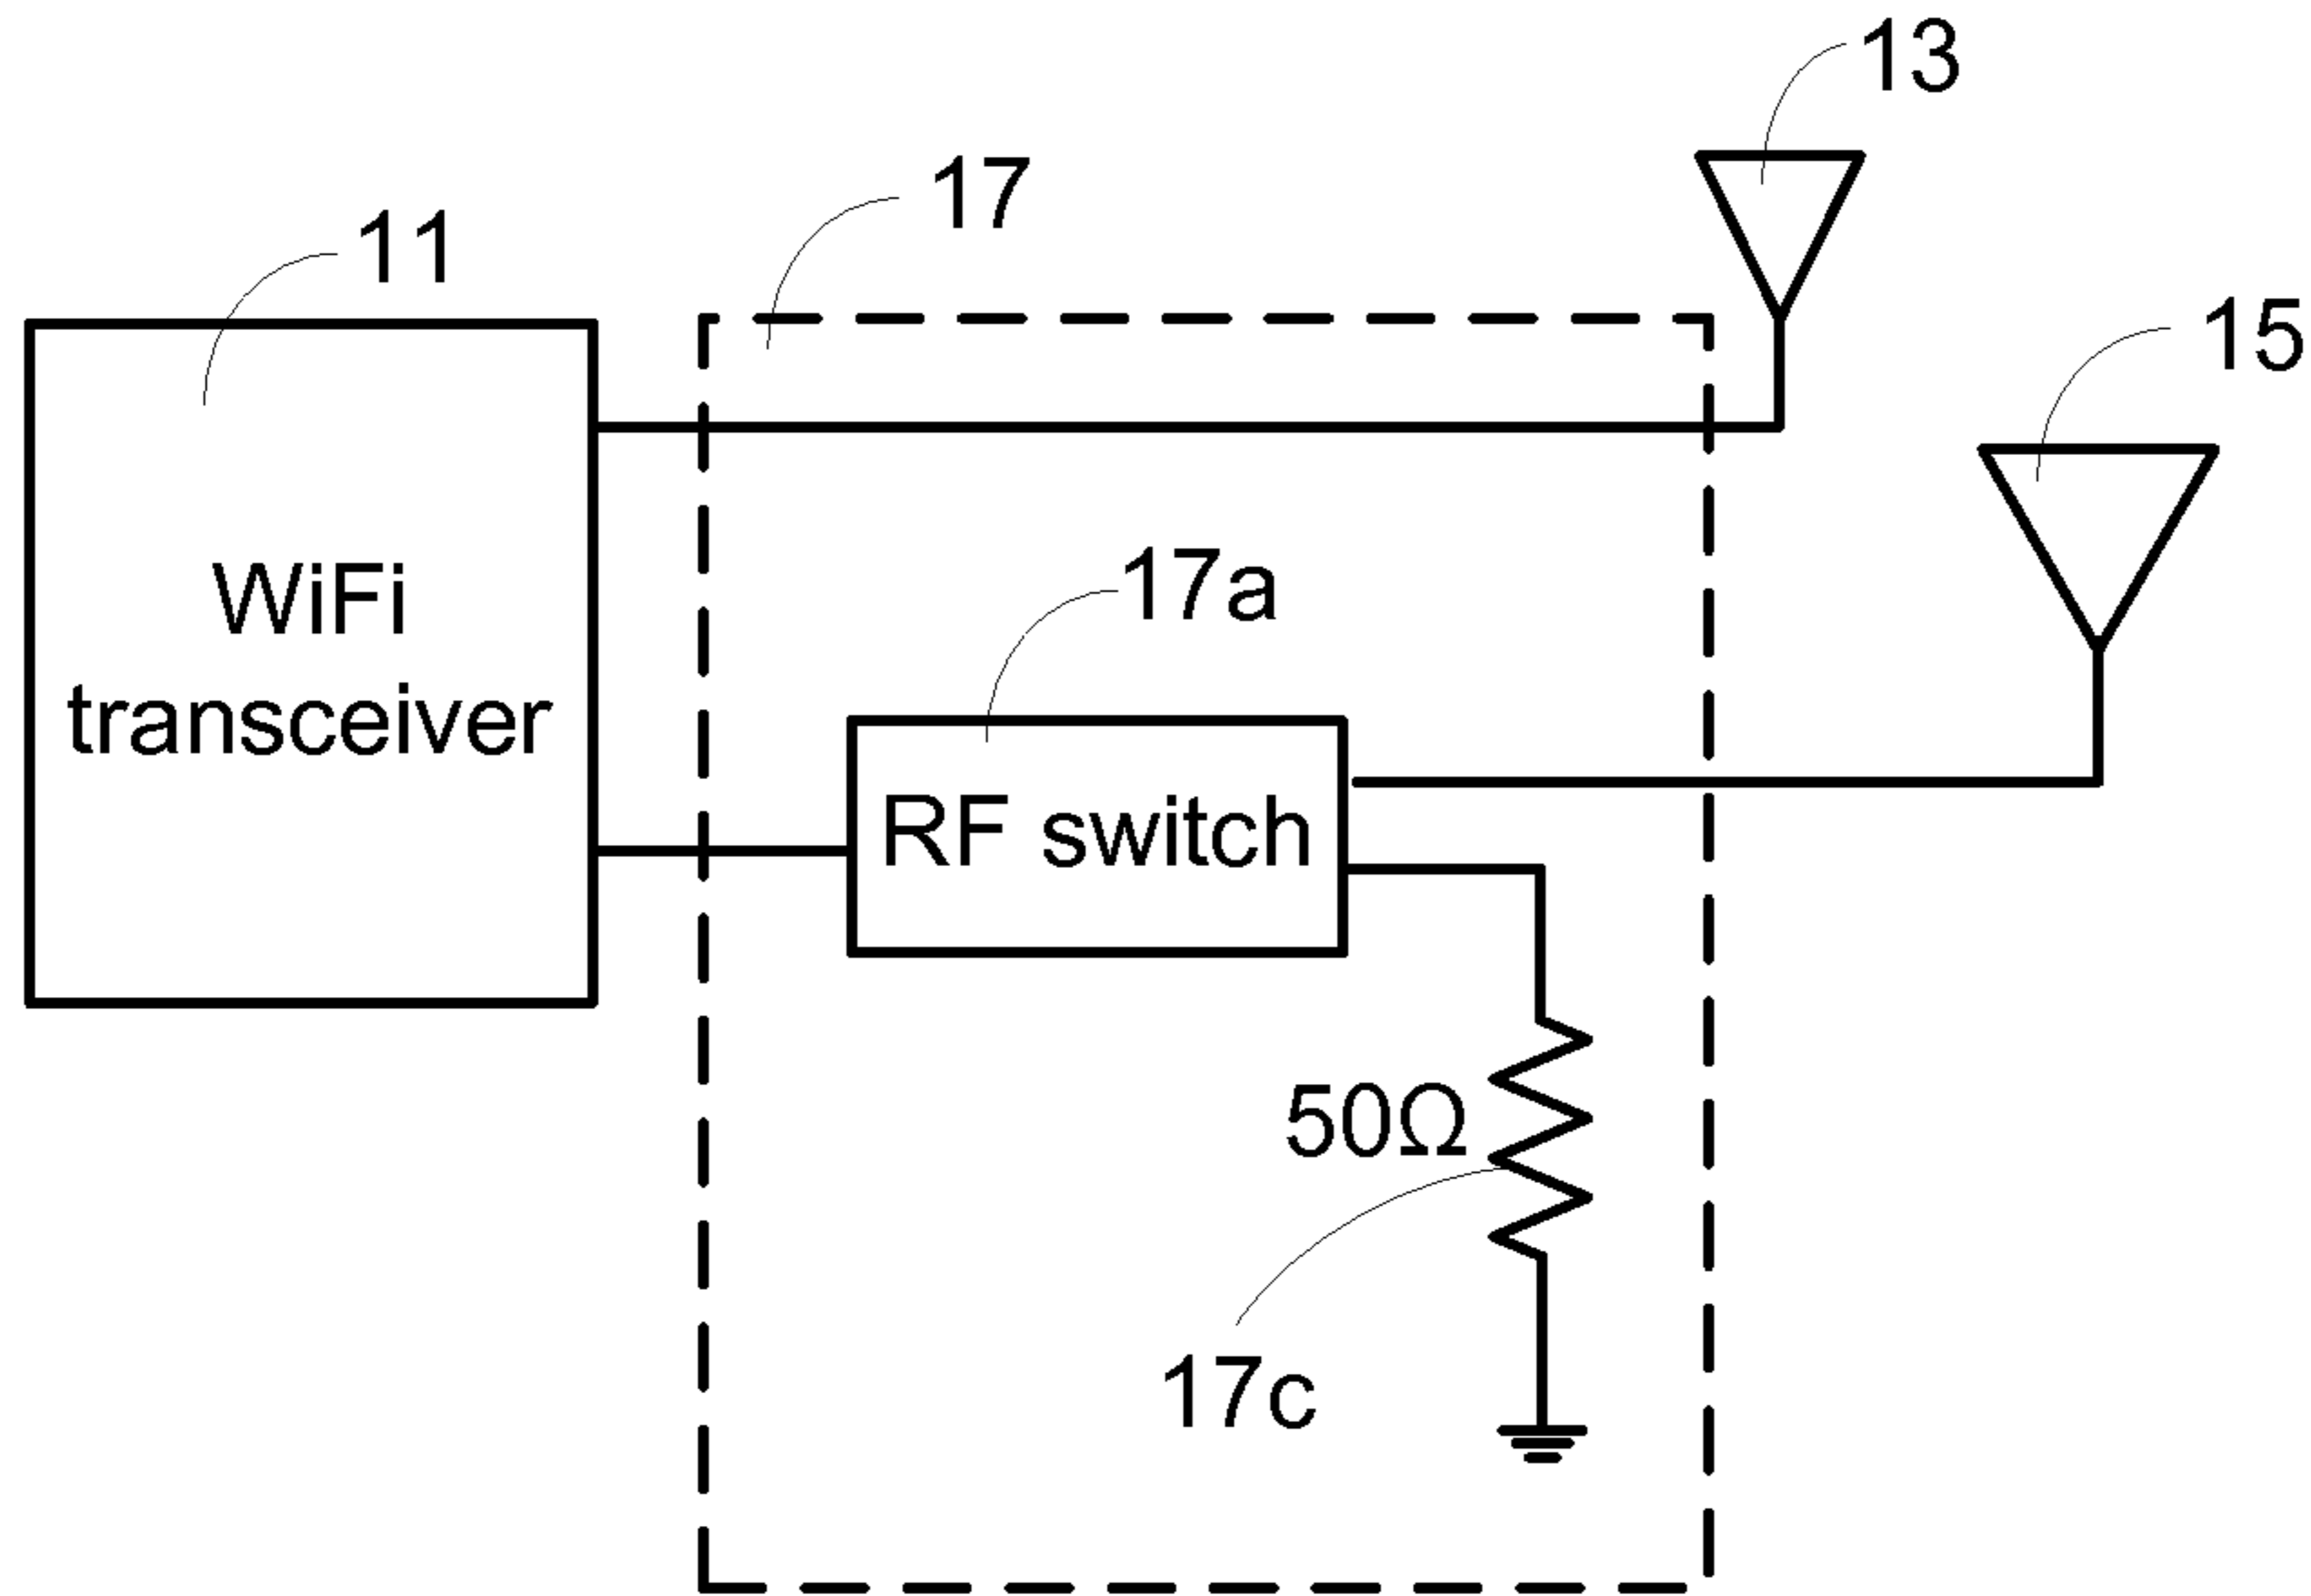 13
17
11
15
WiFi
transceiver
17a
RF switch
50Ω
17c